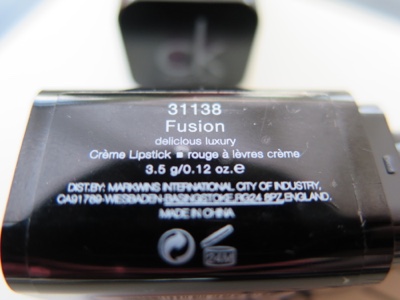 ck
31138
Fusion
delicious luxury
Crème Lipstick ■ rouge à lèvres crème
3.5 g/0.12 oz.e
DIST.BY: MARKWINS INTERNATIONAL CITY OF INDUSTRY,
CA91789-WIESBADEN-BASINGSTOKE-RG24 8PZ, ENGLAND.
MADE IN CHINA
24M